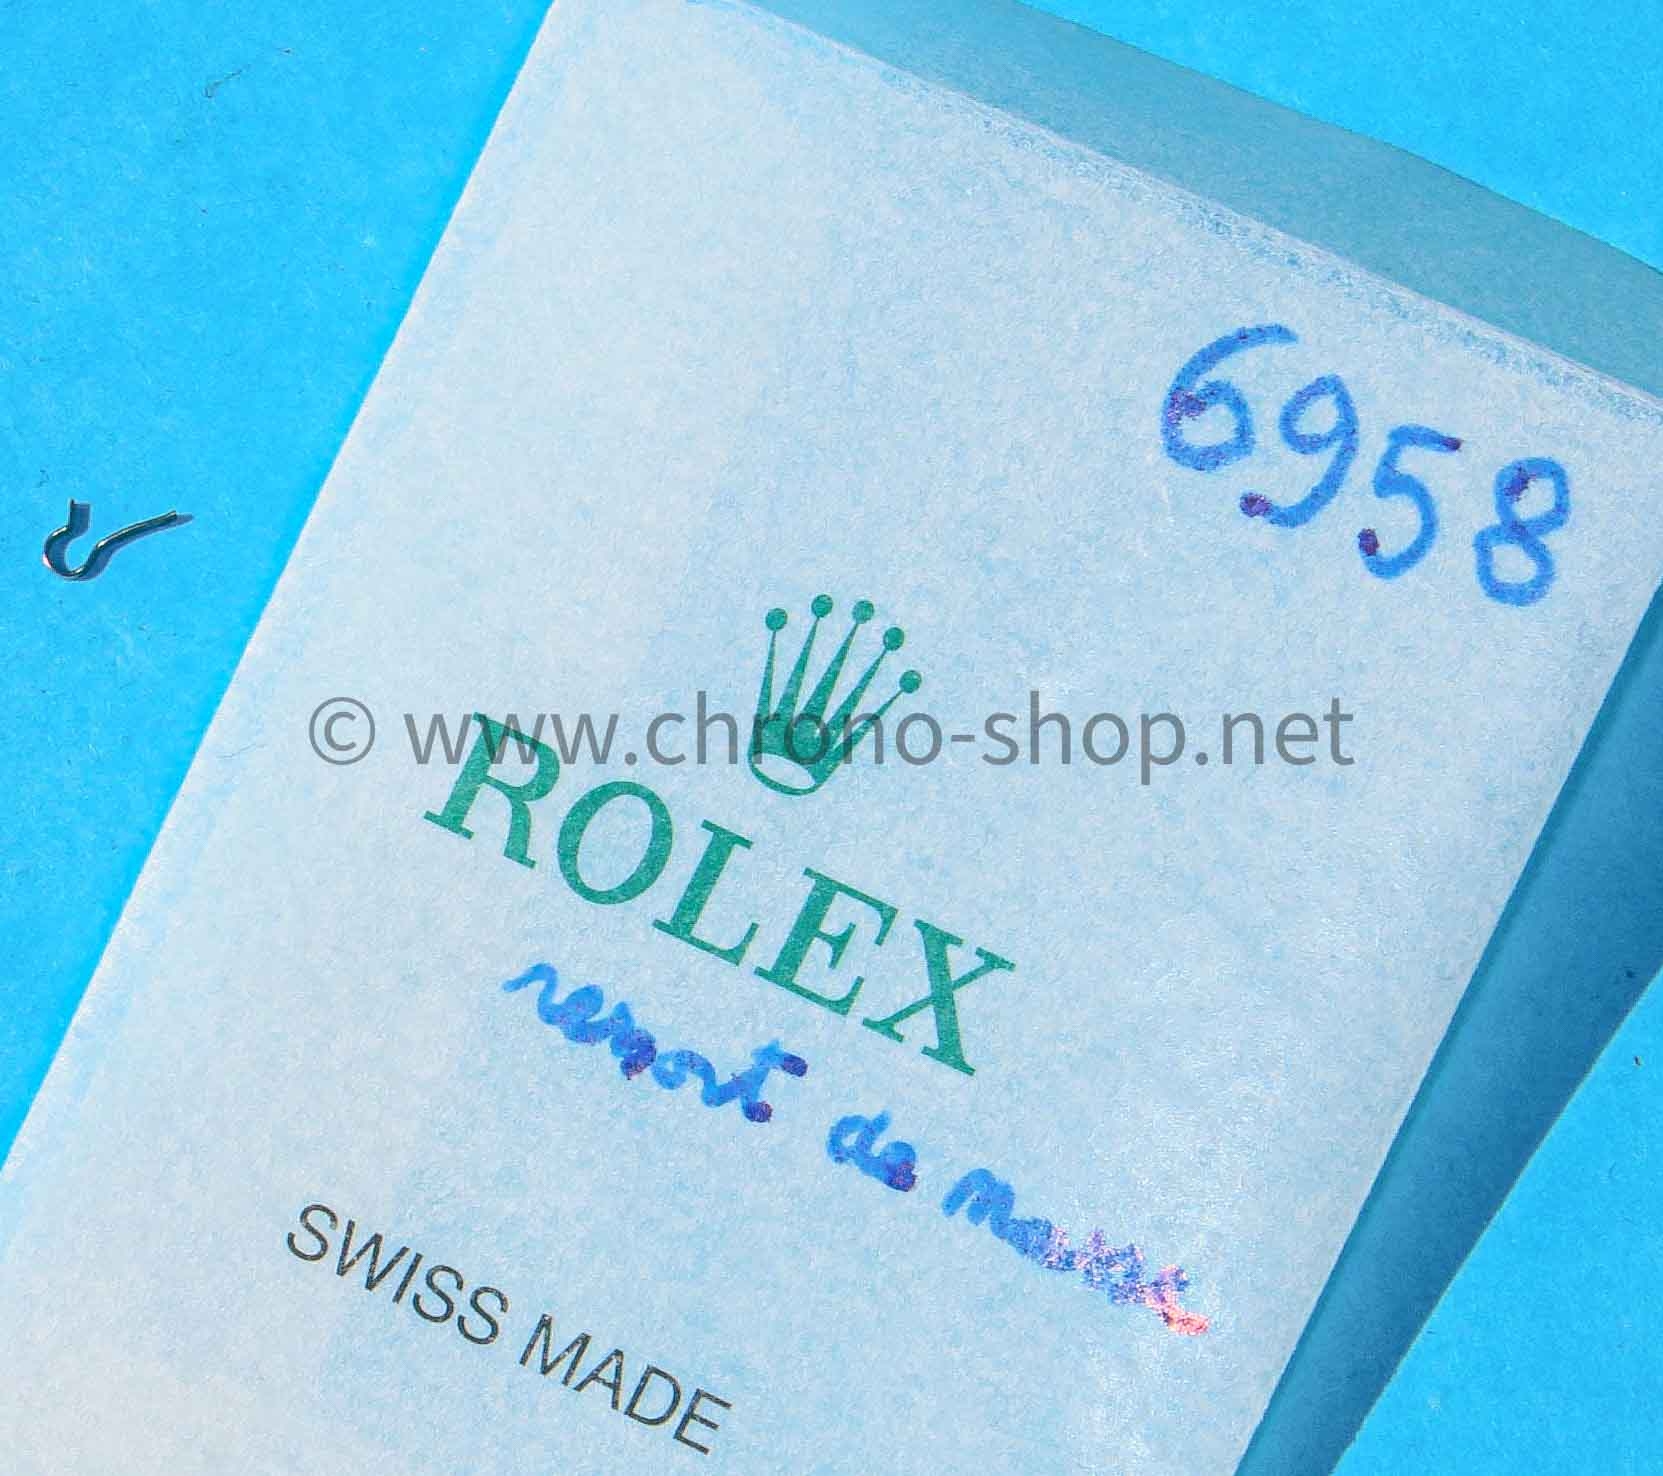 6958
© www.chrono-shop.net
ROLEX
ressort de
SWISS MADE